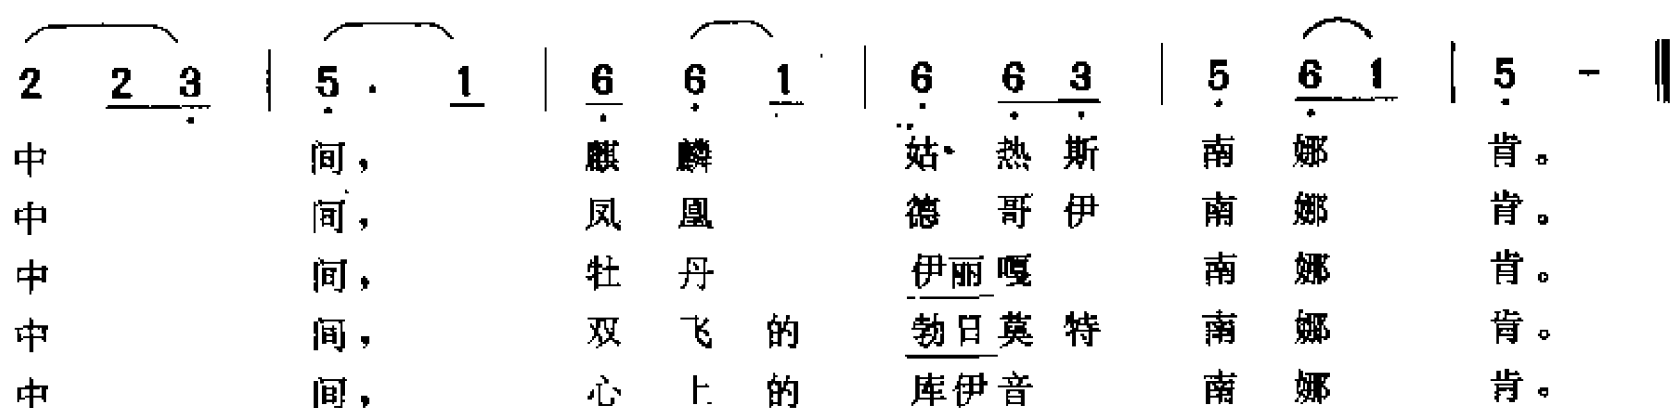 2 2 3 | 5 . 1 | 6 6 1 | 6 6 3 | 5 6 1 | 5 - ‖
中 间， 麒 麟 姑 热 斯 南 娜 肯。
中 间， 凤 凰 德 哥 伊 南 娜 肯。
中 间， 牡 丹 伊丽 嘎 南 娜 肯。
中 间， 双 飞 的 勃日 莫 特 南 娜 肯。
中 间， 心 上 的 库伊 音 南 娜 肯。